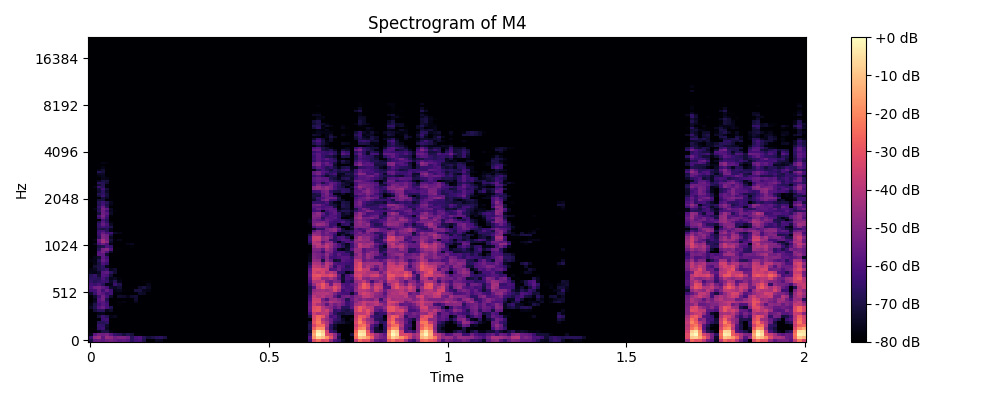 Spectrogram of M4
Hz
16384
8192
4096
2048
1024
512
0
0
0.5
1
1.5
2
Time
+0 dB
-10 dB
-20 dB
-30 dB
-40 dB
-50 dB
-60 dB
-70 dB
-80 dB